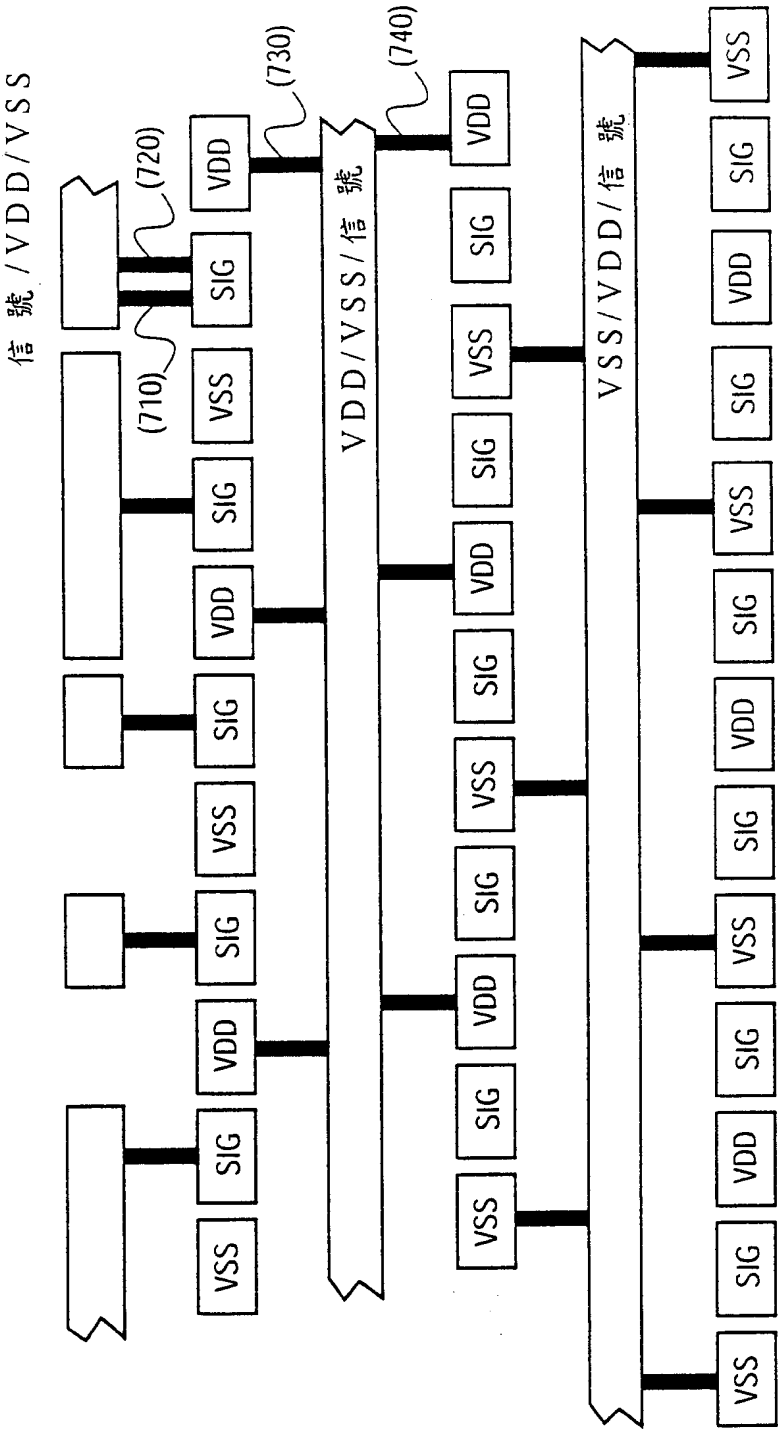 信號 /VDD/VSS
(710) (720)
VSS SIG VDD SIG VSS SIG VDD SIG VSS SIG VDD
(730)
VDD/VSS/信號
(740)
VSS SIG VDD SIG VSS SIG VDD SIG VSS SIG VDD
VSS/VDD/信號
VSS SIG VDD SIG VSS SIG VDD SIG VSS SIG VDD SIG VSS